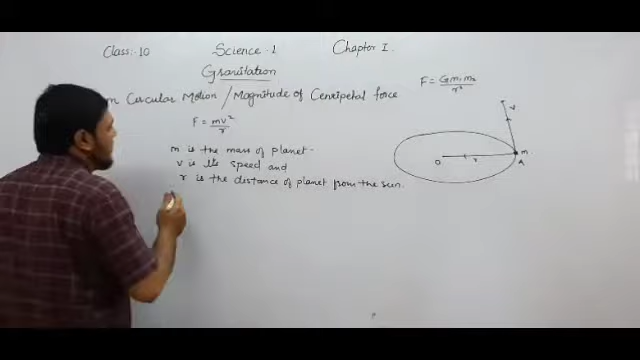 Class:- 10 Science - 1 Chapter I.
Gravitation
Circular Motion / Magnitude of Centripetal force
F = mv²/r
m is the mass of planet.
v is its speed and
r is the distance of planet from the sun.
F = Gm₁m₂/r²
v
O r m
A